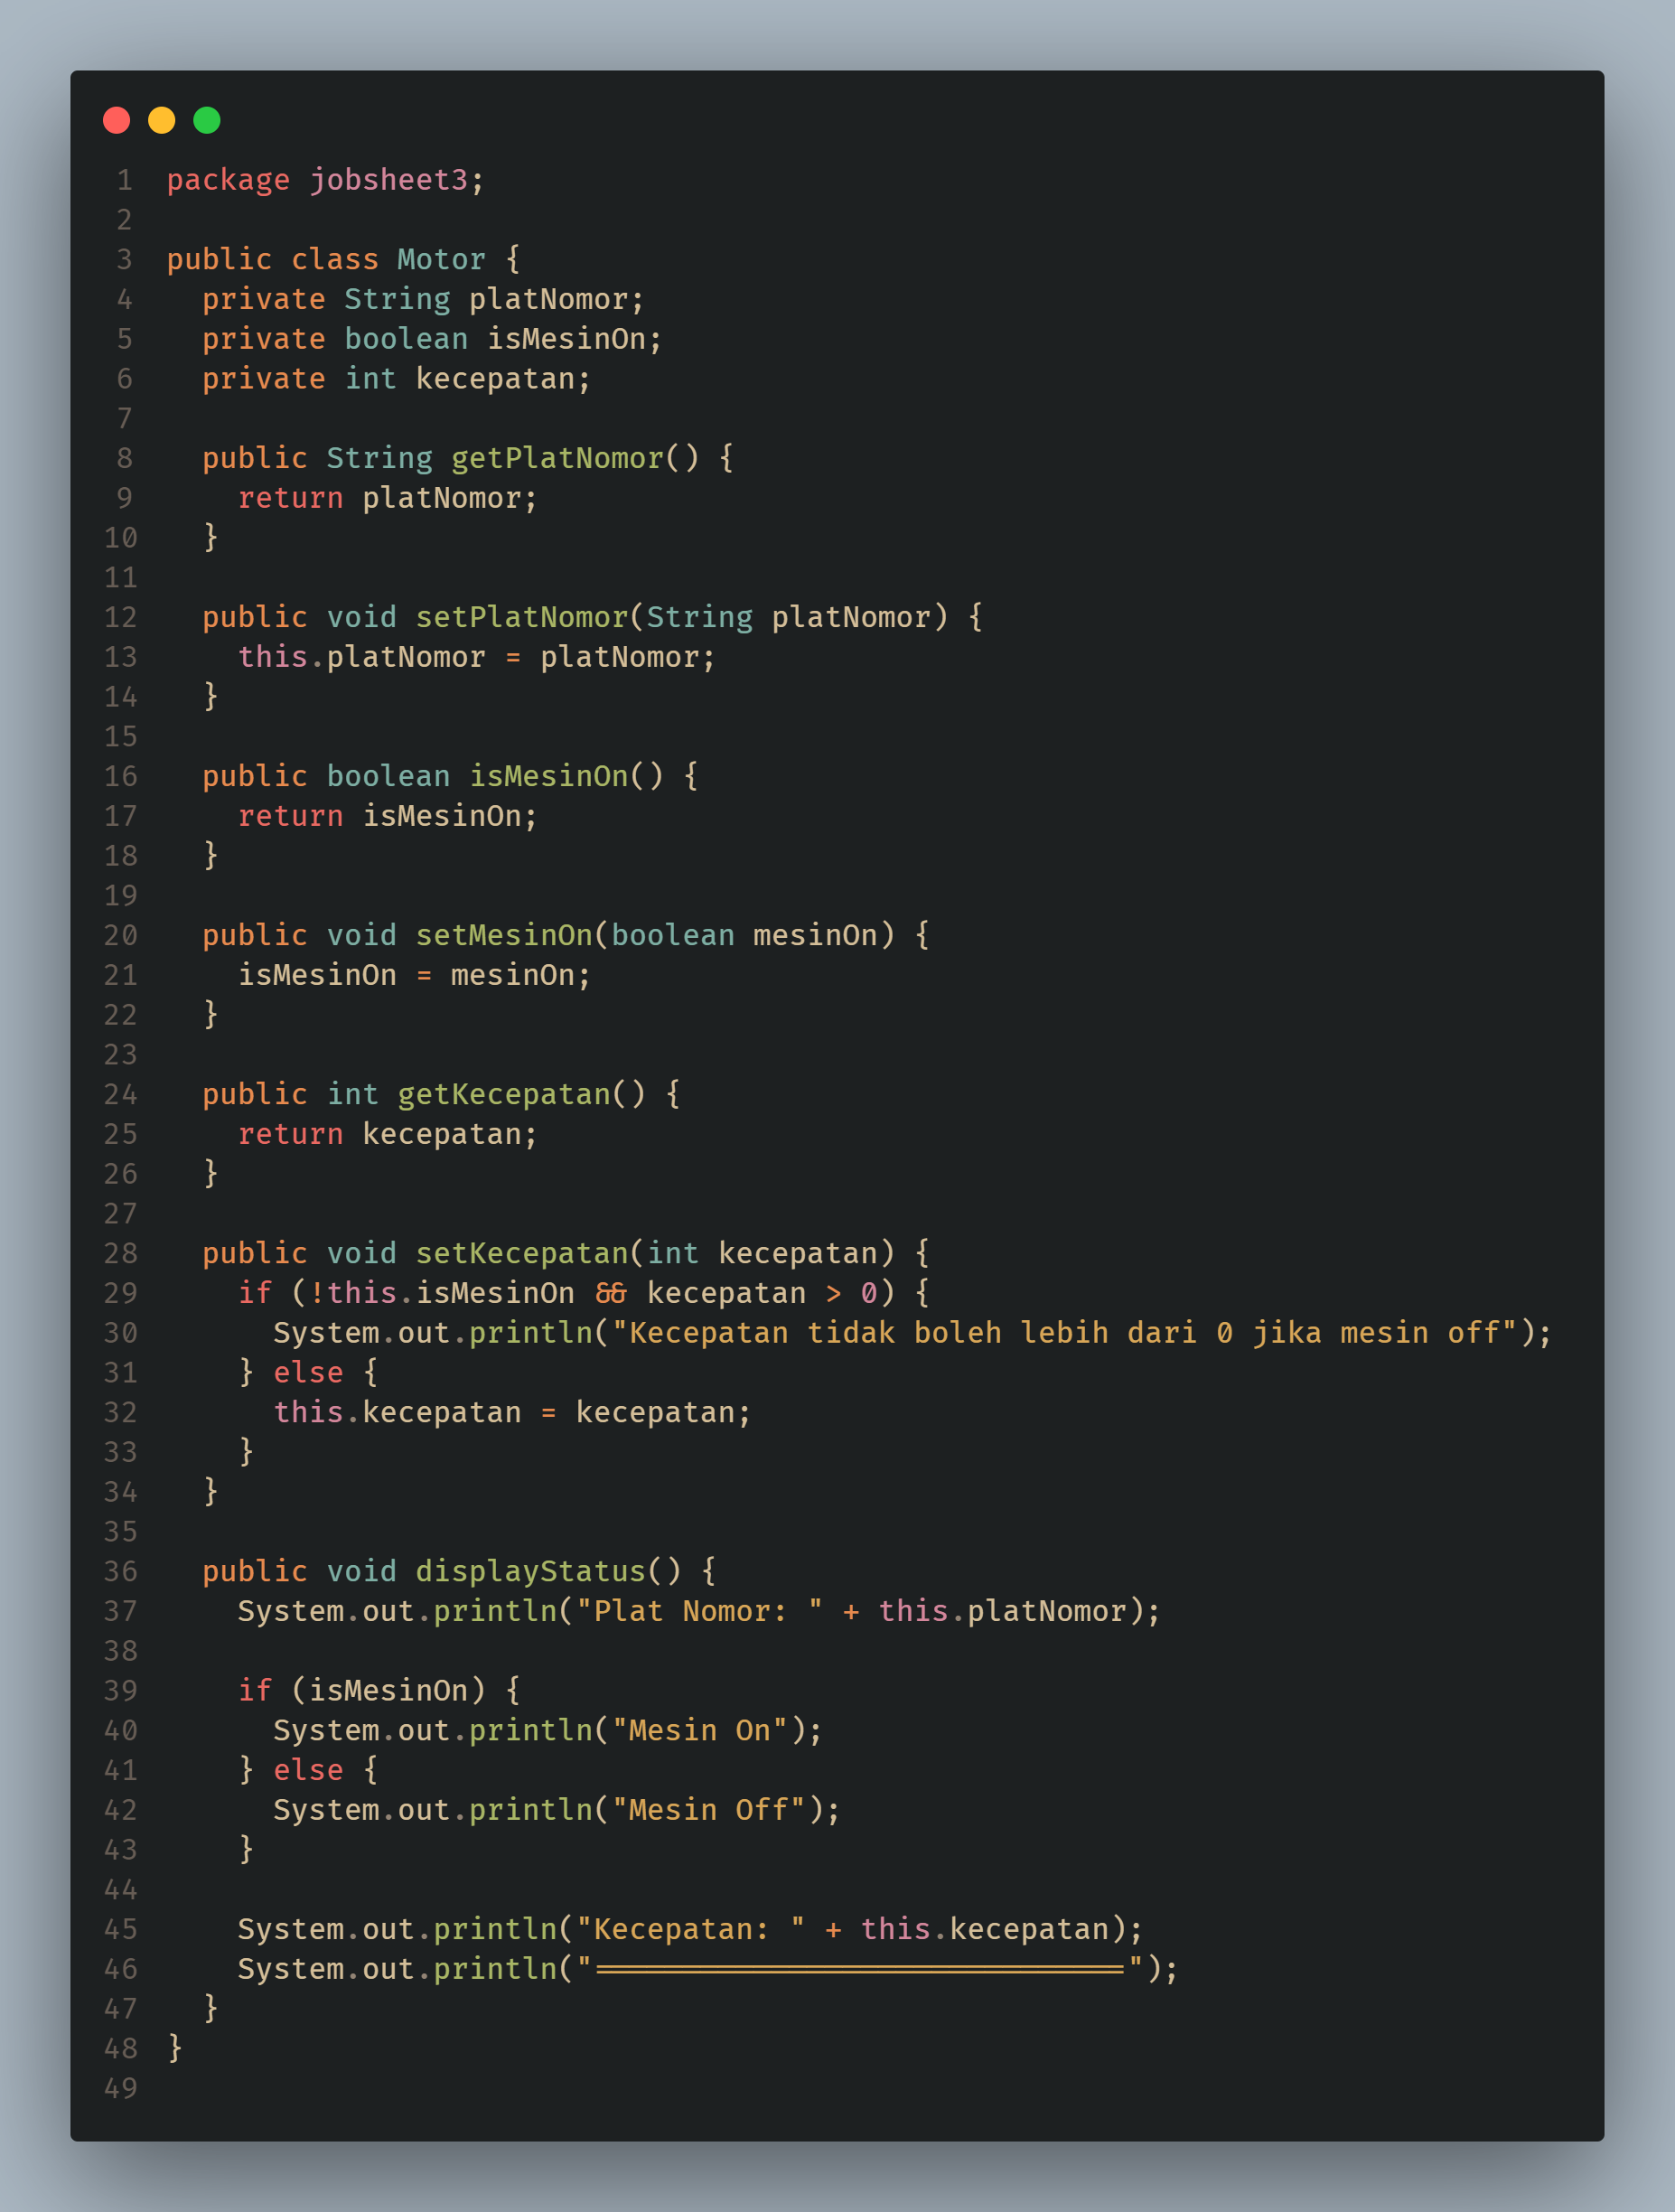 1 package jobsheet3;
2
3 public class Motor {
4   private String platNomor;
5   private boolean isMesinOn;
6   private int kecepatan;
7
8   public String getPlatNomor() {
9     return platNomor;
10   }
11
12   public void setPlatNomor(String platNomor) {
13     this.platNomor = platNomor;
14   }
15
16   public boolean isMesinOn() {
17     return isMesinOn;
18   }
19
20   public void setMesinOn(boolean mesinOn) {
21     isMesinOn = mesinOn;
22   }
23
24   public int getKecepatan() {
25     return kecepatan;
26   }
27
28   public void setKecepatan(int kecepatan) {
29     if (!this.isMesinOn && kecepatan > 0) {
30       System.out.println("Kecepatan tidak boleh lebih dari 0 jika mesin off");
31     } else {
32       this.kecepatan = kecepatan;
33     }
34   }
35
36   public void displayStatus() {
37     System.out.println("Plat Nomor: " + this.platNomor);
38
39     if (isMesinOn) {
40       System.out.println("Mesin On");
41     } else {
42       System.out.println("Mesin Off");
43     }
44
45     System.out.println("Kecepatan: " + this.kecepatan);
46     System.out.println("==============================");
47   }
48 }
49